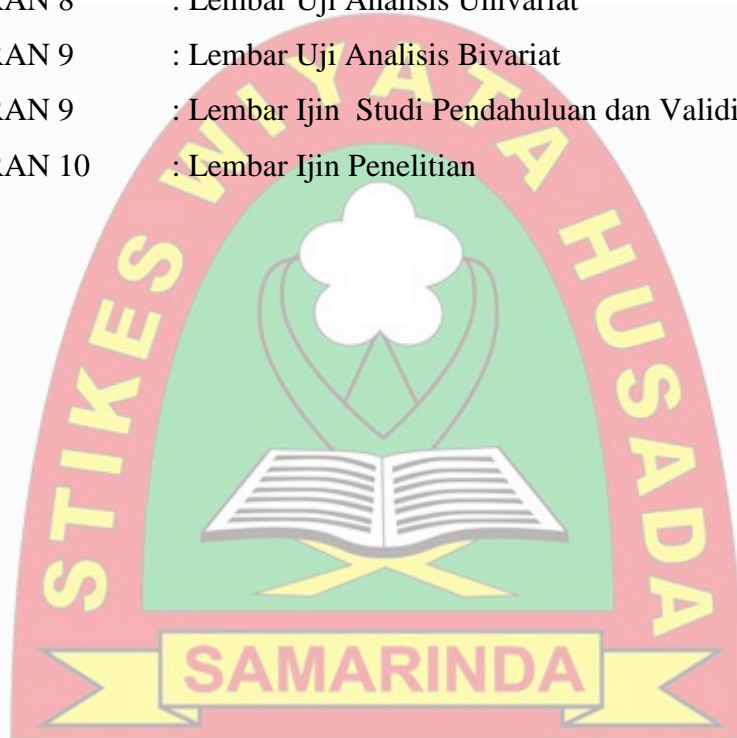 RAN 8 : Lembar Uji Analisis Univariat
RAN 9 : Lembar Uji Analisis Bivariat
RAN 9 : Lembar Ijin Studi Pendahuluan dan Validi
RAN 10 : Lembar Ijin Penelitian
STIKES WIYATA HUSADA
SAMARINDA